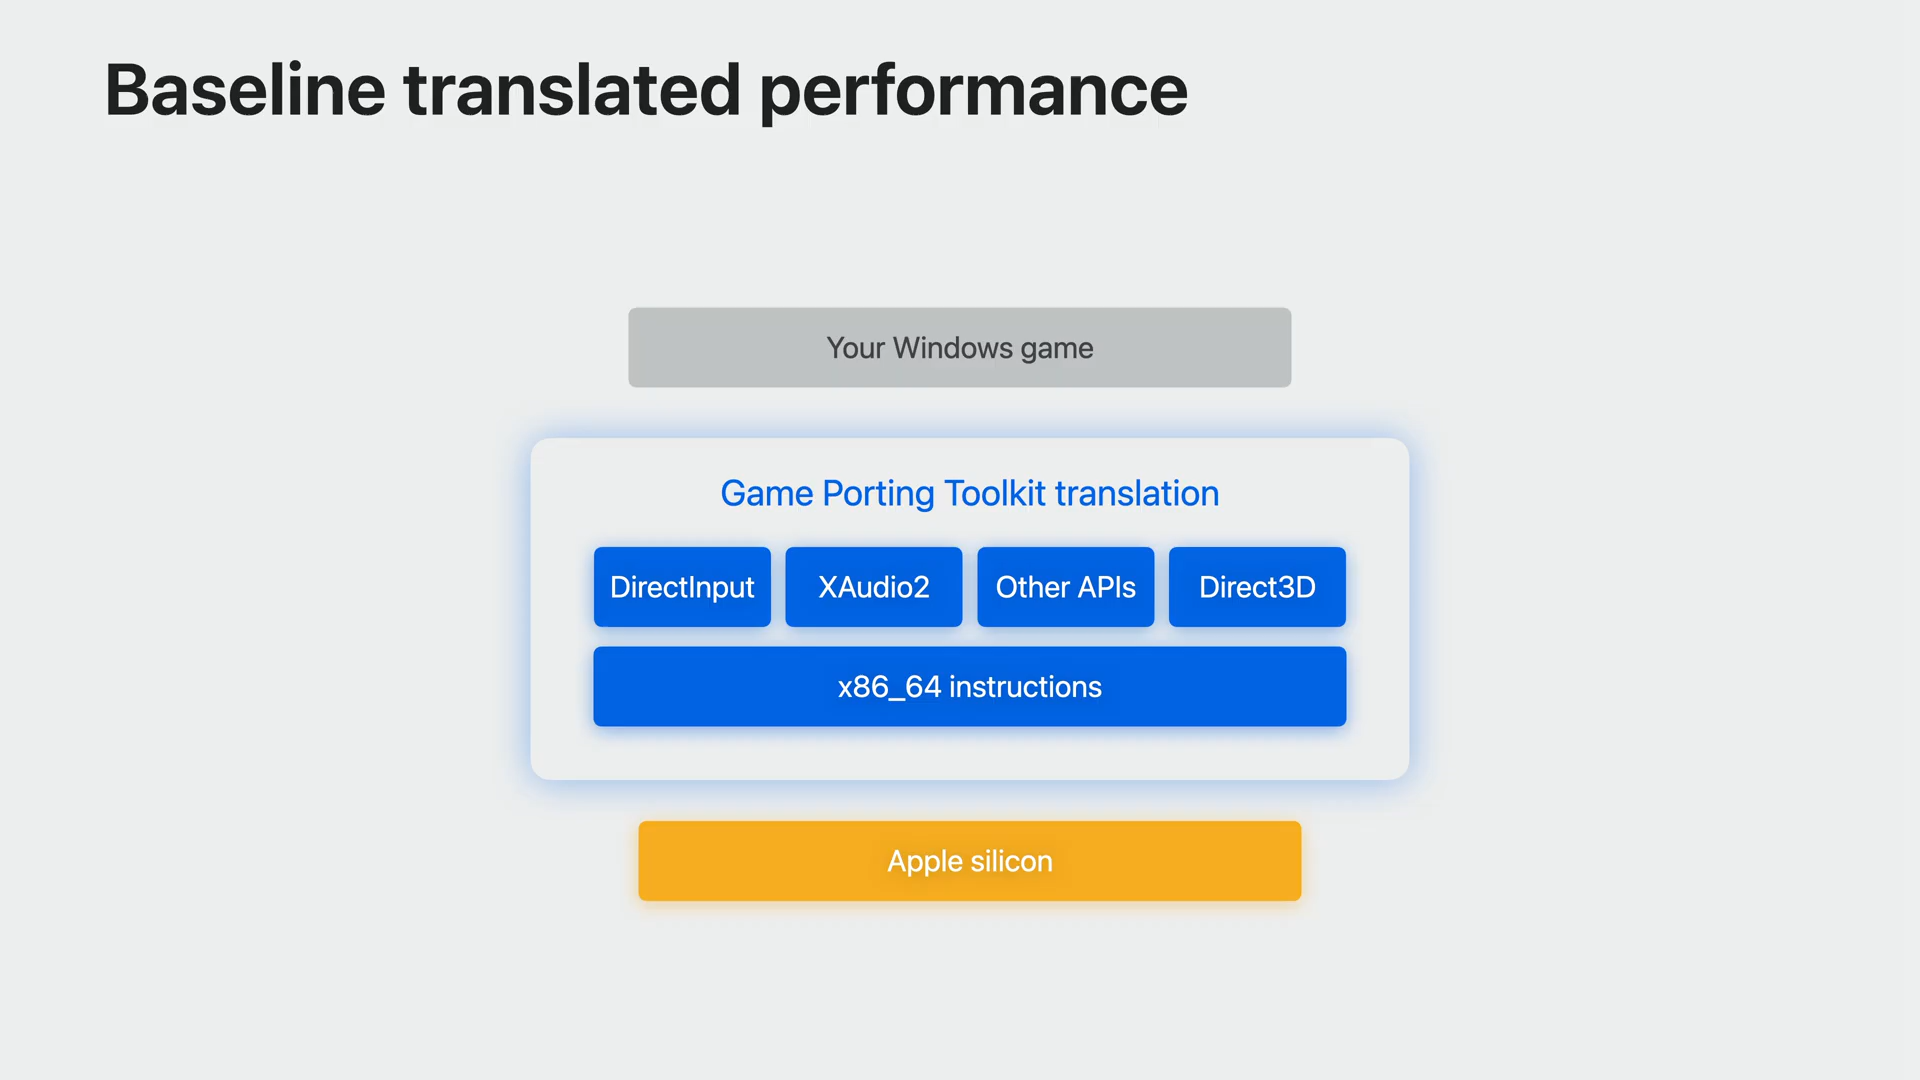 Baseline translated performance
Your Windows game
Game Porting Toolkit translation
DirectInput
XAudio2
Other APIs
Direct3D
x86_64 instructions
Apple silicon